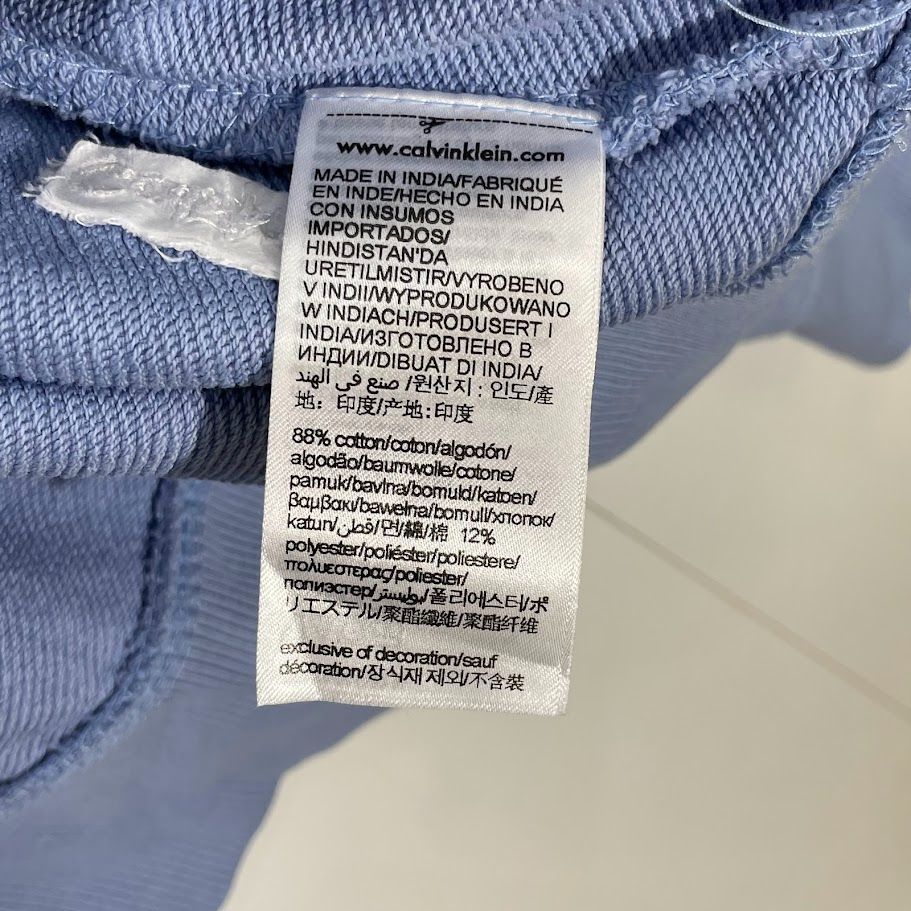 www.calvinklein.com
MADE IN INDIA/FABRIQUÉ
EN INDE/HECHO EN INDIA
CON INSUMOS
IMPORTADOS/
HINDISTAN'DA
URETILMISTIR/VYROBENO
V INDII/WYPRODUKOWANO
W INDIACH/PRODUSERT I
INDIA/ИЗГОТОВЛЕНО В
ИНДИИ/DIBUAT DI INDIA/
صنع في الهند/원산지 : 인도/產
地：印度/产地:印度
88% cotton/coton/algodón/
algodão/baumwolle/cotone/
pamuk/bavlna/bomuld/katoen/
βαμβακι/bawełna/bomull/хлопок/
katun/قطن/면/綿/棉 12%
polyester/poliéster/poliestere/
πολυεστερας/poliester/
полиэстер/بوليستر/폴리에스터/ポ
リエステル/聚酯纖維/聚酯纤维
exclusive of decoration/sauf
décoration/장식재 제외/不含裝